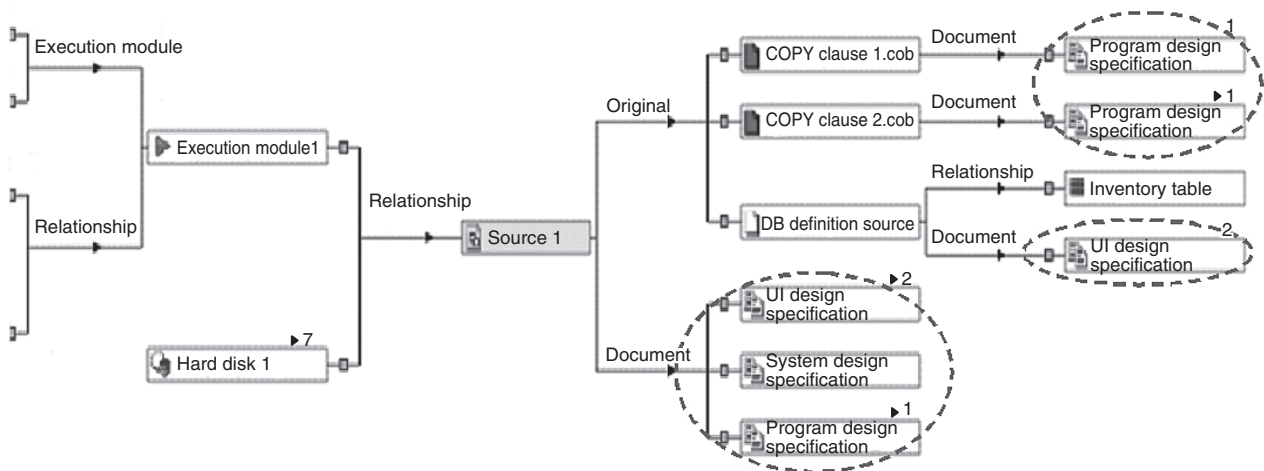 Execution module
Relationship
Execution module1
7
Hard disk 1
Relationship
Source 1
Original
COPY clause 1.cob
Document
1
Program design
specification
COPY clause 2.cob
Document
1
Program design
specification
DB definition source
Relationship
Inventory table
Document
2
UI design
specification
Document
2
UI design
specification
System design
specification
1
Program design
specification